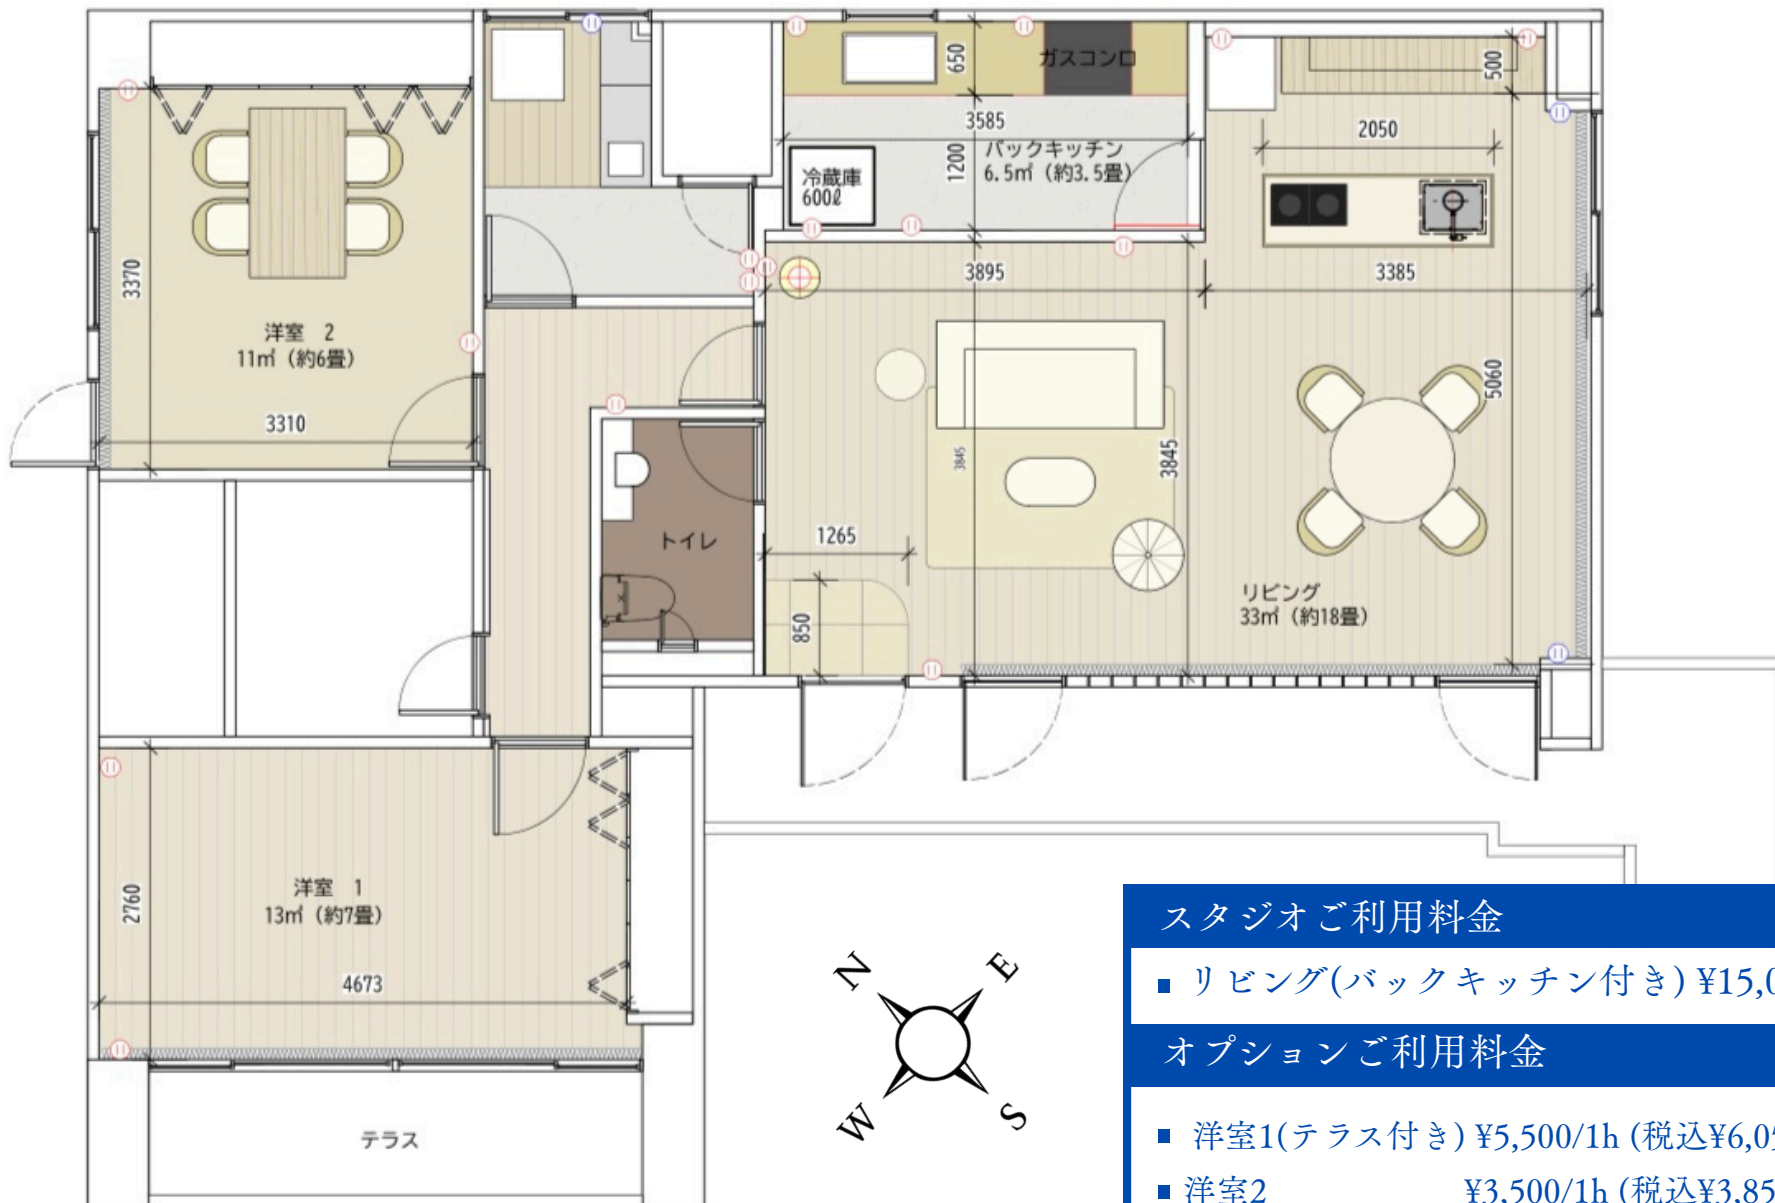 ガスコンロ
650
500
3585
2050
バックキッチン
6.5㎡（約3.5畳）
1200
冷蔵庫
600ℓ
3370
3895
3385
洋室　2
11㎡（約6畳）
3310
5060
3845
3845
トイレ
1265
850
リビング
33㎡（約18畳）
洋室　1
13㎡（約7畳）
2760
4673
テラス
N
E
W
S
スタジオご利用料金
リビング(バックキッチン付き) ¥15,0
オプションご利用料金
洋室1(テラス付き) ¥5,500/1h (税込¥6,05
洋室2 ¥3,500/1h (税込¥3,85